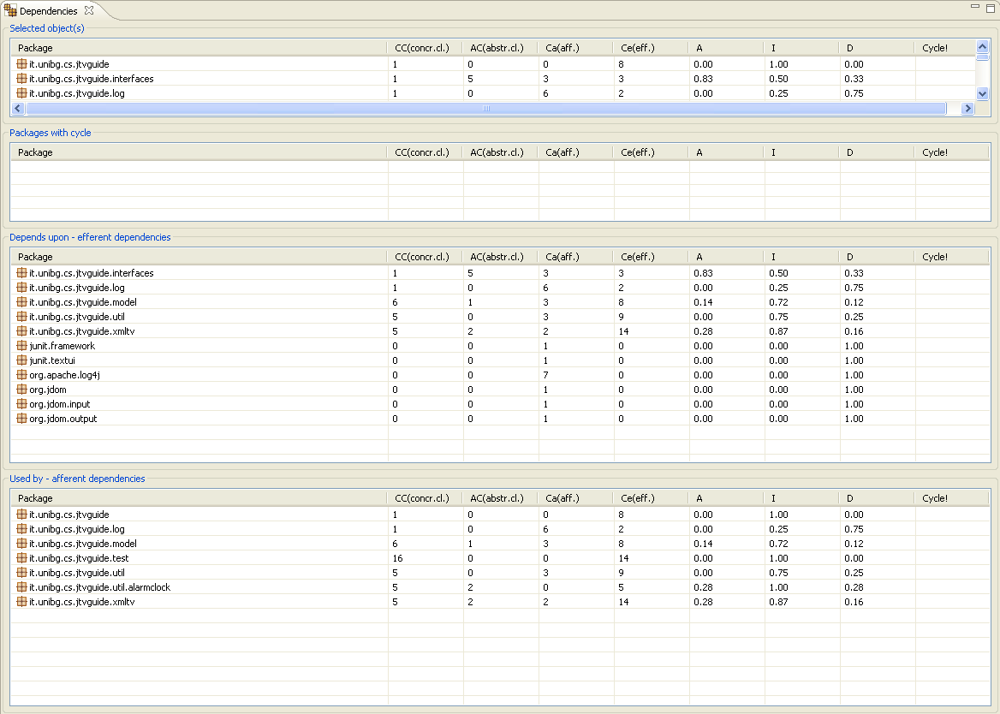 Dependencies
Selected object(s)
Package CC(concr.cl.) AC(abstr.cl.) Ca(aff.) Ce(eff.) A I D Cycle!
it.unibg.cs.jtvguide 1 0 0 8 0.00 1.00 0.00
it.unibg.cs.jtvguide.interfaces 1 5 3 3 0.83 0.50 0.33
it.unibg.cs.jtvguide.log 1 0 6 2 0.00 0.25 0.75
Packages with cycle
Package CC(concr.cl.) AC(abstr.cl.) Ca(aff.) Ce(eff.) A I D Cycle!
Depends upon - efferent dependencies
Package CC(concr.cl.) AC(abstr.cl.) Ca(aff.) Ce(eff.) A I D Cycle!
it.unibg.cs.jtvguide.interfaces 1 5 3 3 0.83 0.50 0.33
it.unibg.cs.jtvguide.log 1 0 6 2 0.00 0.25 0.75
it.unibg.cs.jtvguide.model 6 1 3 8 0.14 0.72 0.12
it.unibg.cs.jtvguide.util 5 0 3 9 0.00 0.75 0.25
it.unibg.cs.jtvguide.xmltv 5 2 2 14 0.28 0.87 0.16
junit.framework 0 0 1 0 0.00 0.00 1.00
junit.textui 0 0 1 0 0.00 0.00 1.00
org.apache.log4j 0 0 7 0 0.00 0.00 1.00
org.jdom 0 0 1 0 0.00 0.00 1.00
org.jdom.input 0 0 1 0 0.00 0.00 1.00
org.jdom.output 0 0 1 0 0.00 0.00 1.00
Used by - afferent dependencies
Package CC(concr.cl.) AC(abstr.cl.) Ca(aff.) Ce(eff.) A I D Cycle!
it.unibg.cs.jtvguide 1 0 0 8 0.00 1.00 0.00
it.unibg.cs.jtvguide.log 1 0 6 2 0.00 0.25 0.75
it.unibg.cs.jtvguide.model 6 1 3 8 0.14 0.72 0.12
it.unibg.cs.jtvguide.test 16 0 0 14 0.00 1.00 0.00
it.unibg.cs.jtvguide.util 5 0 3 9 0.00 0.75 0.25
it.unibg.cs.jtvguide.util.alarmclock 5 2 0 5 0.28 1.00 0.28
it.unibg.cs.jtvguide.xmltv 5 2 2 14 0.28 0.87 0.16